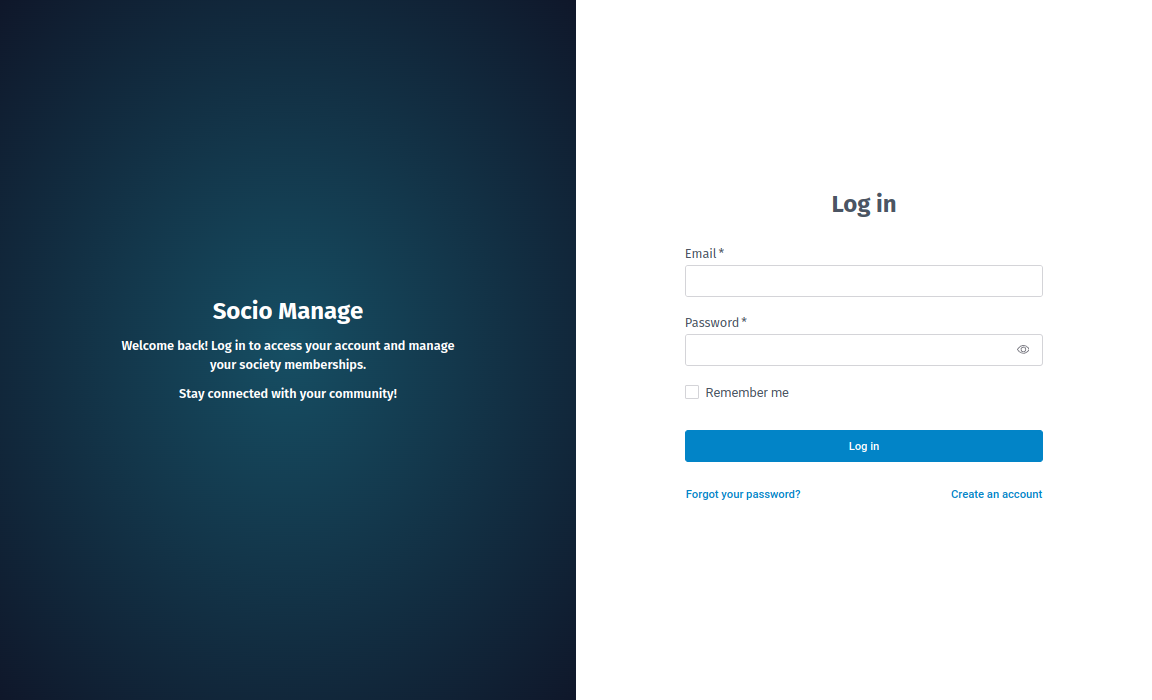 Socio Manage
Welcome back! Log in to access your account and manage
your society memberships.
Stay connected with your community!
Log in
Email *
Password *
Remember me
Log in
Forgot your password?
Create an account